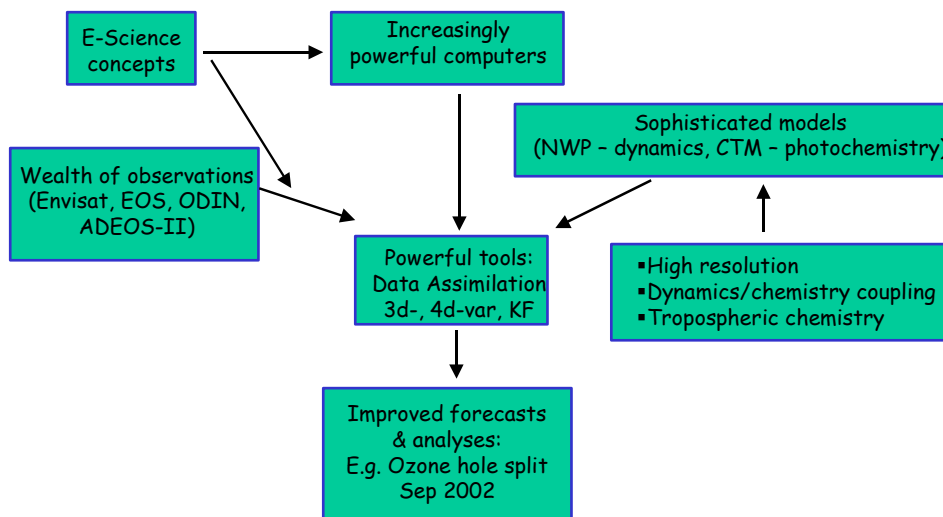 E-Science
concepts
Increasingly
powerful computers
Sophisticated models
(NWP – dynamics, CTM – photochemistry)
Wealth of observations
(Envisat, EOS, ODIN,
ADEOS-II)
Powerful tools:
Data Assimilation
3d-, 4d-var, KF
▪High resolution
▪Dynamics/chemistry coupling
▪Tropospheric chemistry
Improved forecasts
& analyses:
E.g. Ozone hole split
Sep 2002